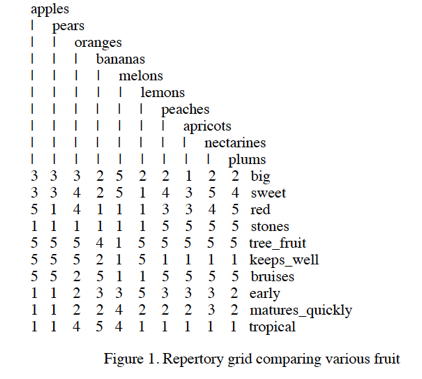 apples
| pears
| | oranges
| | | bananas
| | | | melons
| | | | | lemons
| | | | | | peaches
| | | | | | | apricots
| | | | | | | | nectarines
| | | | | | | | | plums
3 3 3 2 5 2 2 1 2 2 big
3 3 4 2 5 1 4 3 5 4 sweet
5 1 4 1 1 1 3 3 4 5 red
1 1 1 1 1 1 5 5 5 5 stones
5 5 5 4 1 5 5 5 5 5 tree_fruit
5 5 5 2 1 5 1 1 1 1 keeps_well
5 5 2 5 1 1 5 5 5 5 bruises
1 1 2 3 3 5 3 3 3 2 early
1 1 2 2 4 2 2 2 3 2 matures_quickly
1 1 4 5 4 1 1 1 1 1 tropical
Figure 1. Repertory grid comparing various fruit